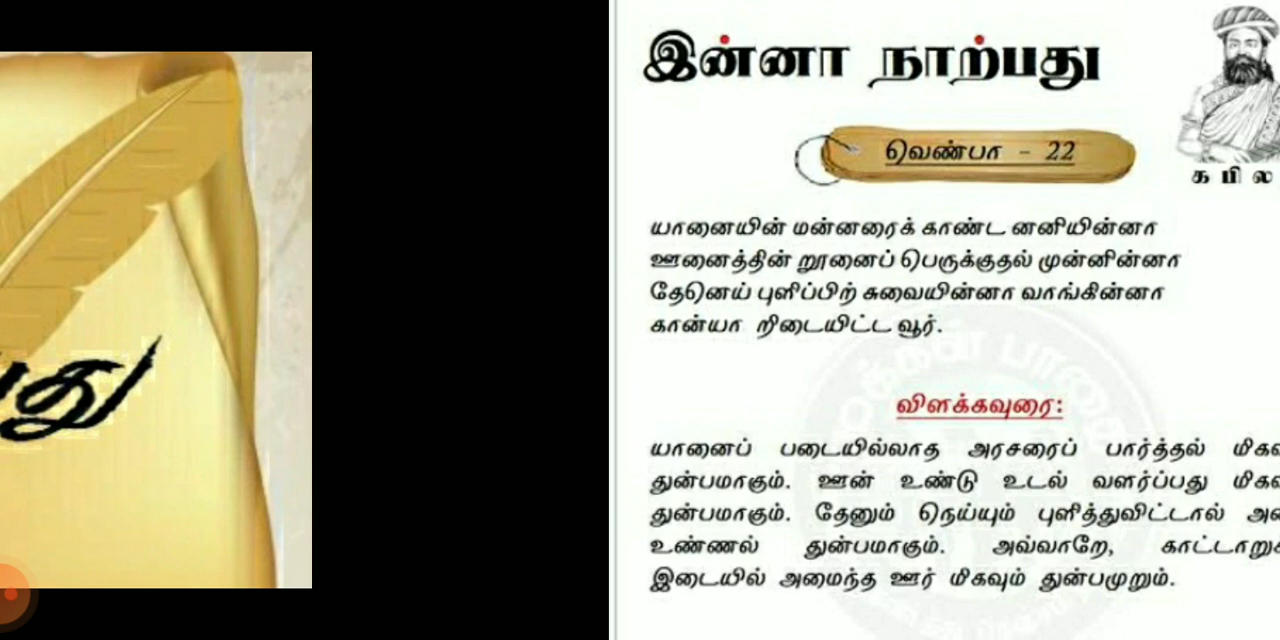 இன்னா நாற்பது
வெண்பா - 22
யானையின் மன்னரைக் காண்ட னனியின்னா
ஊனைத்தின் றூனைப் பெருக்குதல் முன்னின்னா
தேனெய் புளிப்பிற் சுவையின்னா வாங்கின்னா
கான்யா றிடையிட்ட வூர்.
விளக்கவுரை:
யானைப் படையில்லாத அரசரைப் பார்த்தல்
துன்பமாகும். ஊன் உண்டு உடல் வளர்ப்பது
துன்பமாகும். தேனும் நெய்யும் புளித்துவிட்டால்
உண்ணல் துன்பமாகும். அவ்வாறே,
இடையில் அமைந்த ஊர் மிகவும் துன்பமுறும்.